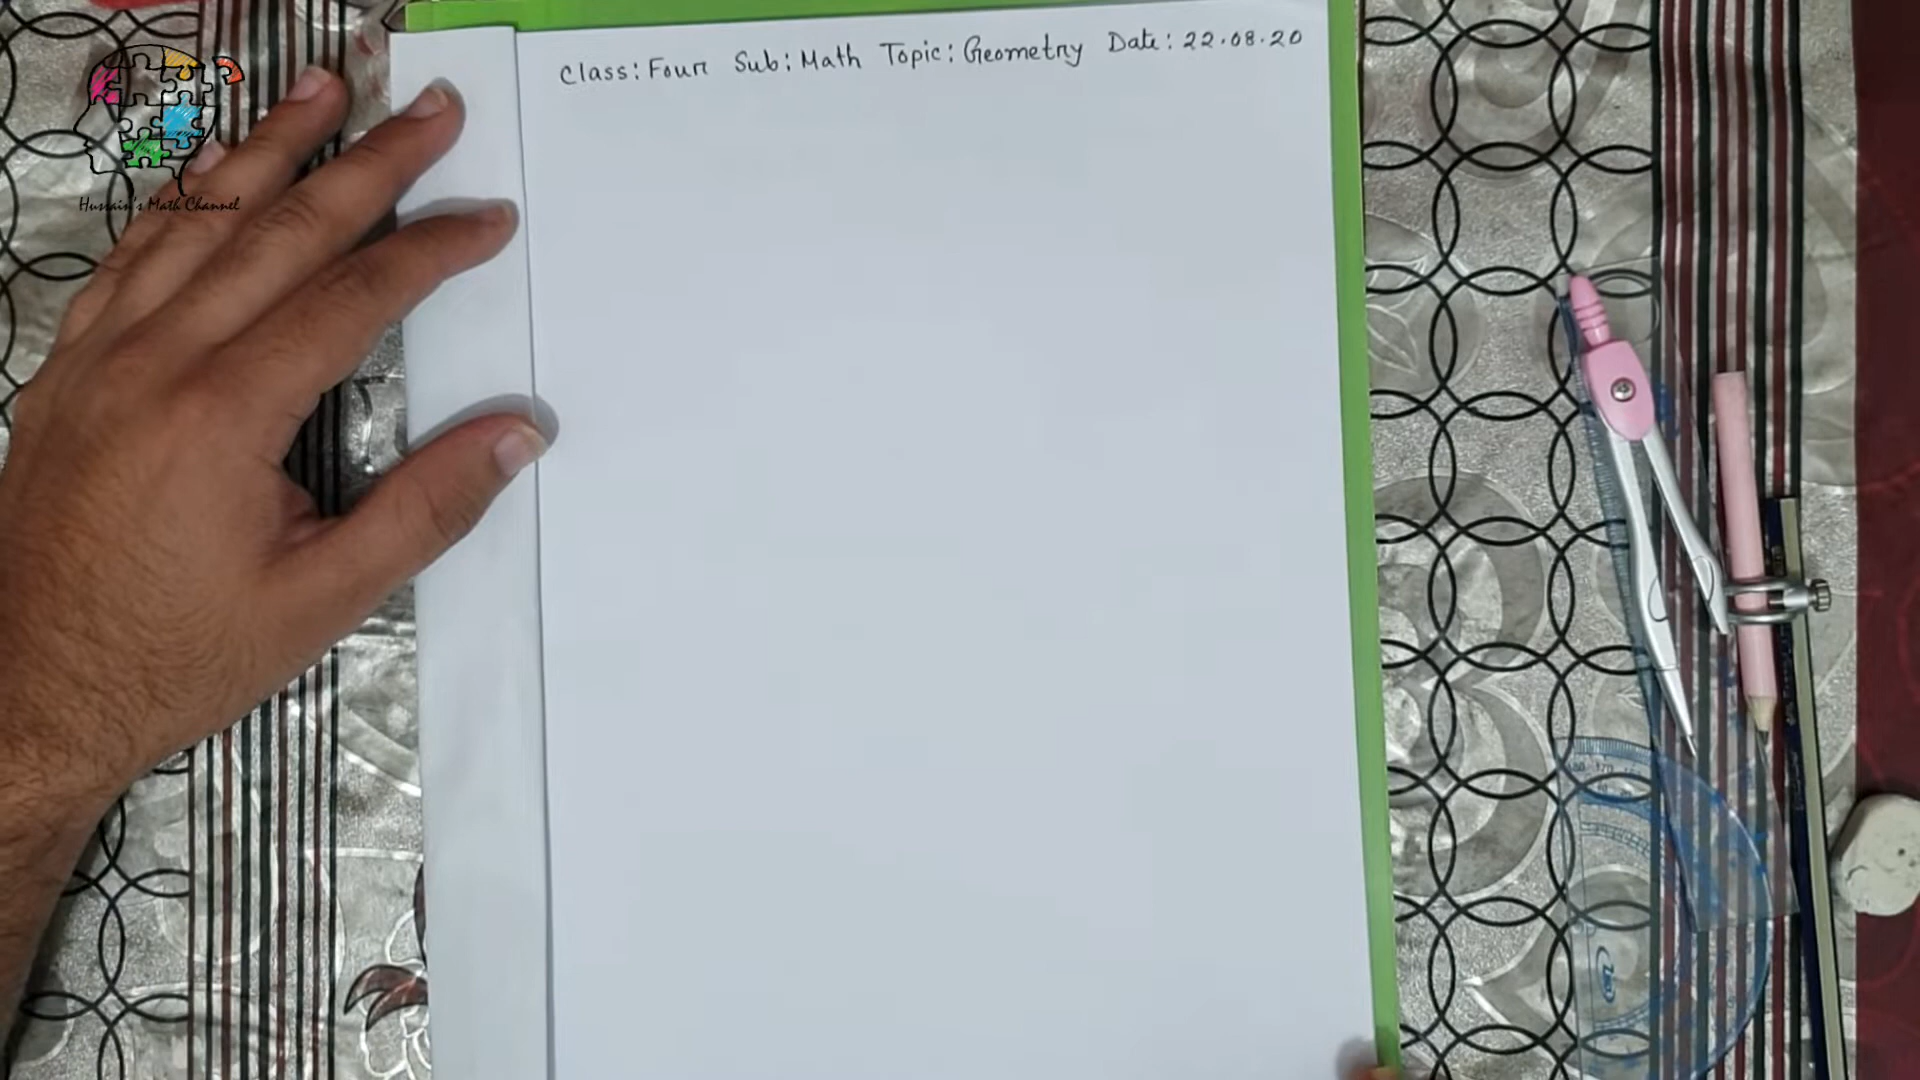 Class: Four Sub: Math Topic: Geometry Date: 22.08.20
Hussain's Math Channel